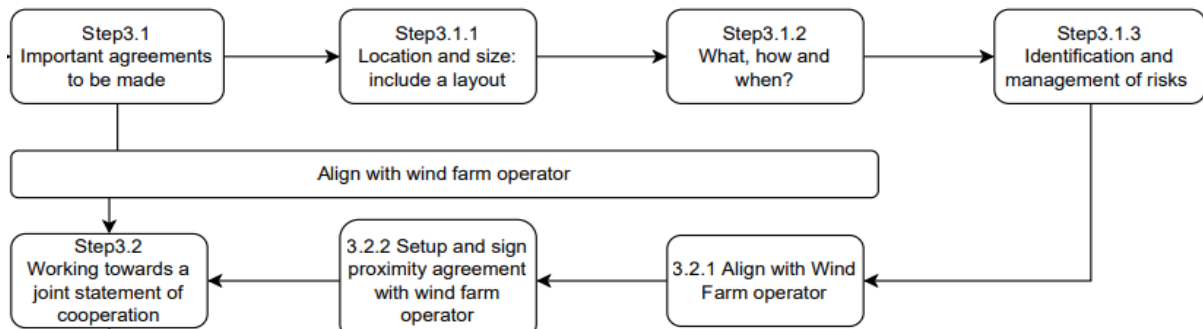 Step3.1
Important agreements
to be made
Step3.1.1
Location and size:
include a layout
Step3.1.2
What, how and
when?
Step3.1.3
Identification and
management of risks
Align with wind farm operator
Step3.2
Working towards a
joint statement of
cooperation
3.2.2 Setup and sign
proximity agreement
with wind farm
operator
3.2.1 Align with Wind
Farm operator